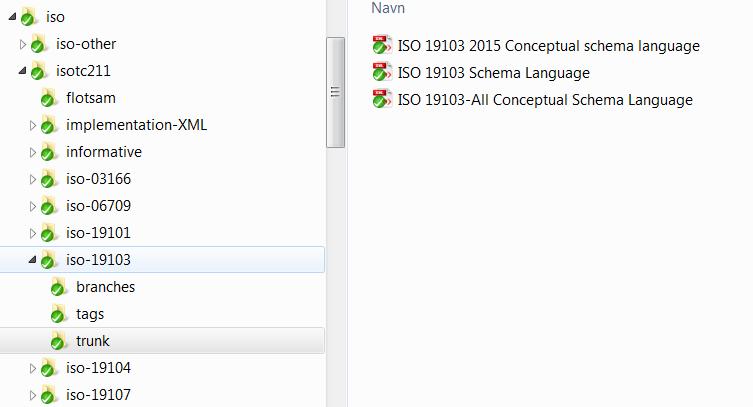 iso
iso-other
isotc211
flotsam
implementation-XML
informative
iso-03166
iso-06709
iso-19101
iso-19103
branches
tags
trunk
iso-19104
iso-19107
Navn
ISO 19103 2015 Conceptual schema language
ISO 19103 Schema Language
ISO 19103-All Conceptual Schema Language